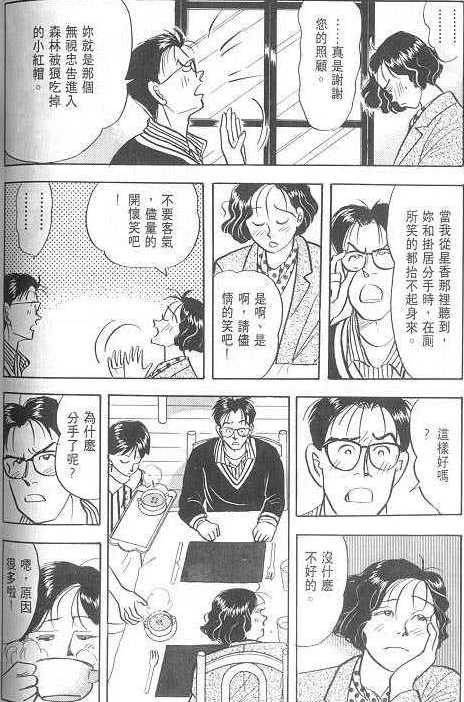 ……真是謝謝
您的照顧。
妳就是那個
無視忠告進入
森林被狼吃掉
的小紅帽。
當我從星香那裡聽到，
妳和掛居分手時，在廁
所笑的都抬不起身來。
是啊、是
啊，請儘
情的笑吧！
不要客氣
，儘量的
開懷笑吧
！
………
………
這樣好嗎
？
沒什麽
不好的。
為什麽
分手了呢？
嗯，原因
很多啦！